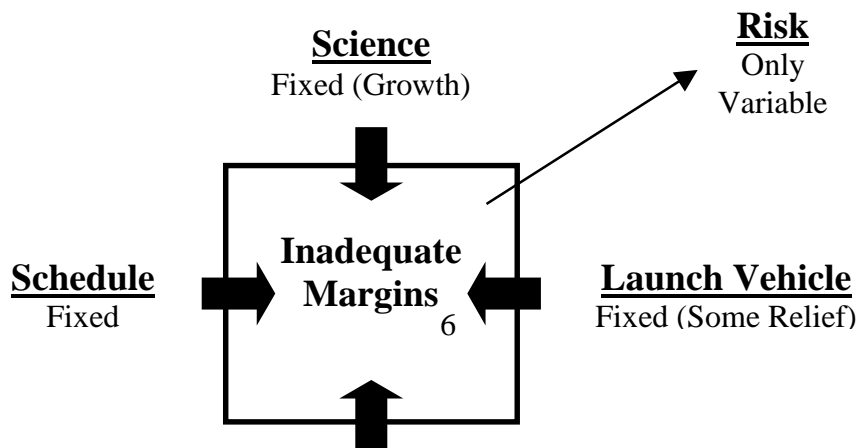 Science
Fixed (Growth)
Risk
Only
Variable
Inadequate
Margins
6
Schedule
Fixed
Launch Vehicle
Fixed (Some Relief)